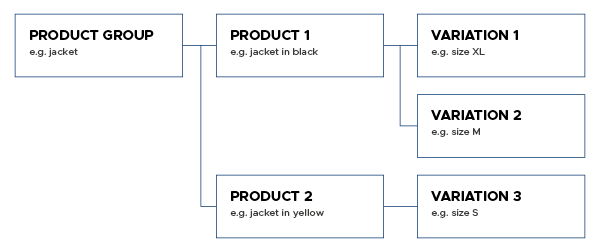 PRODUCT GROUP
e.g. jacket
PRODUCT 1
e.g. jacket in black
VARIATION 1
e.g. size XL
VARIATION 2
e.g. size M
PRODUCT 2
e.g. jacket in yellow
VARIATION 3
e.g. size S